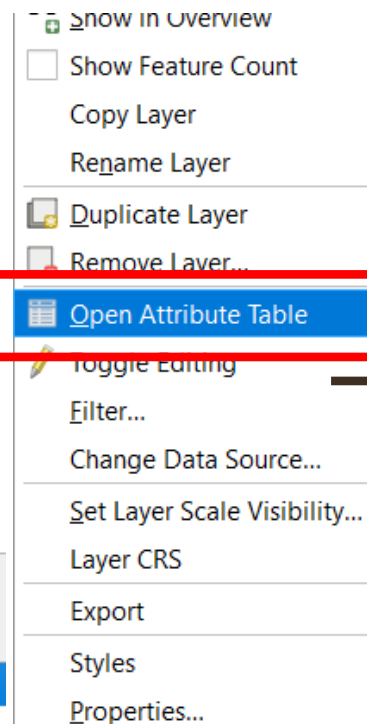 Show in Overview
Show Feature Count
Copy Layer
Rename Layer
Duplicate Layer
Remove Layer...
Open Attribute Table
Toggle Editing
Filter...
Change Data Source...
Set Layer Scale Visibility...
Layer CRS
Export
Styles
Properties...